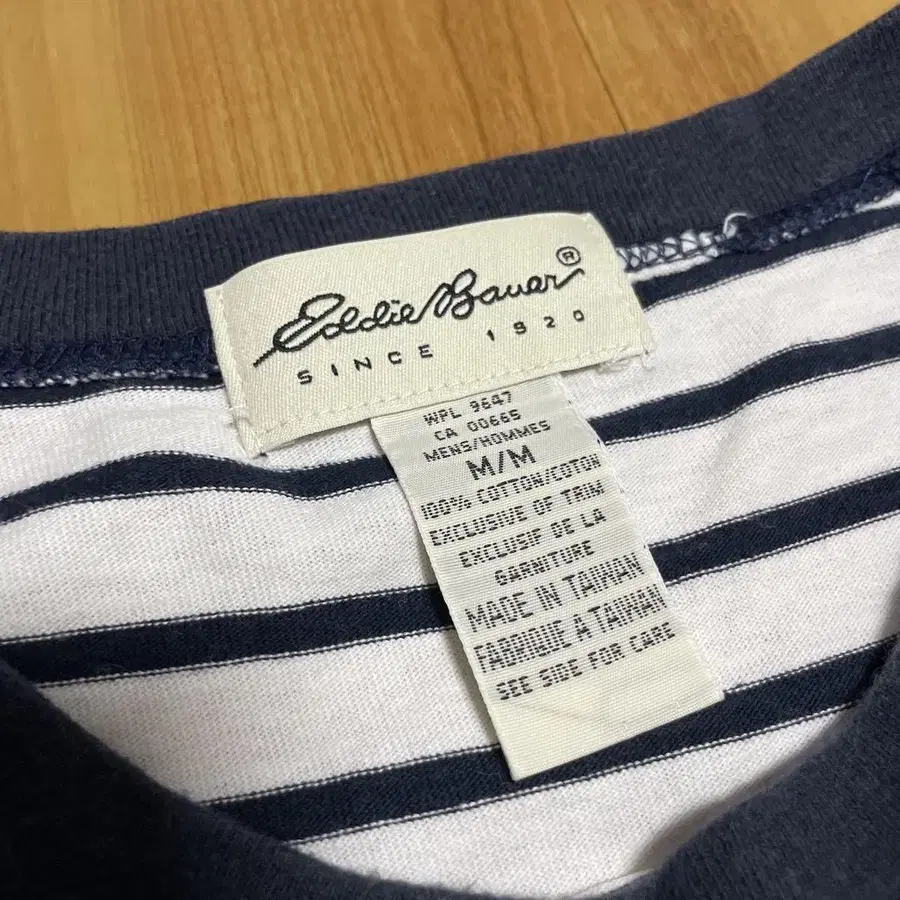 Eddie Bauer®
SINCE 1920
WPL 9647
CA 00665
MENS/HOMMES
M/M
100% COTTON/COTON
EXCLUSIVE OF TRIM
EXCLUSIF DE LA
GARNITURE
MADE IN TAIWAN
FABRIQUE A TAIWAN
SEE SIDE FOR CARE